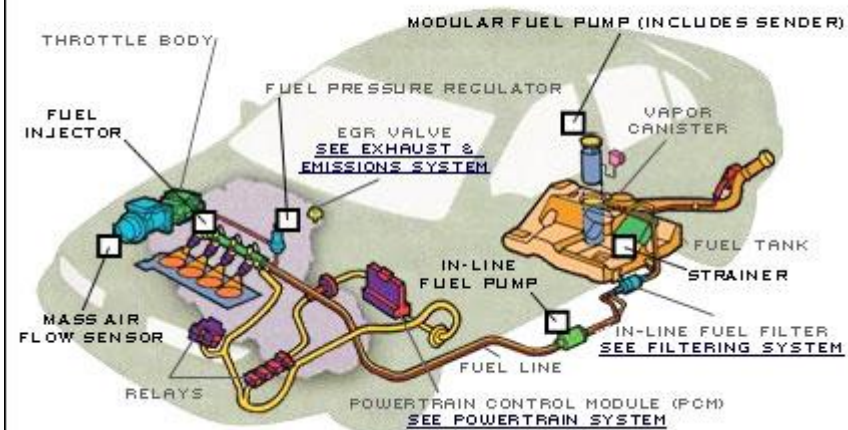 MODULAR FUEL PUMP (INCLUDES SENDER)
THROTTLE BODY
FUEL PRESSURE REGULATOR
FUEL
INJECTOR
EGR VALVE
SEE EXHAUST &
EMISSIONS SYSTEM
VAPOR
CANISTER
FUEL TANK
STRAINER
IN-LINE
FUEL PUMP
MASS AIR
FLOW SENSOR
IN-LINE FUEL FILTER
SEE FILTERING SYSTEM
FUEL LINE
RELAYS
POWERTRAIN CONTROL MODULE (PCM)
SEE POWERTRAIN SYSTEM